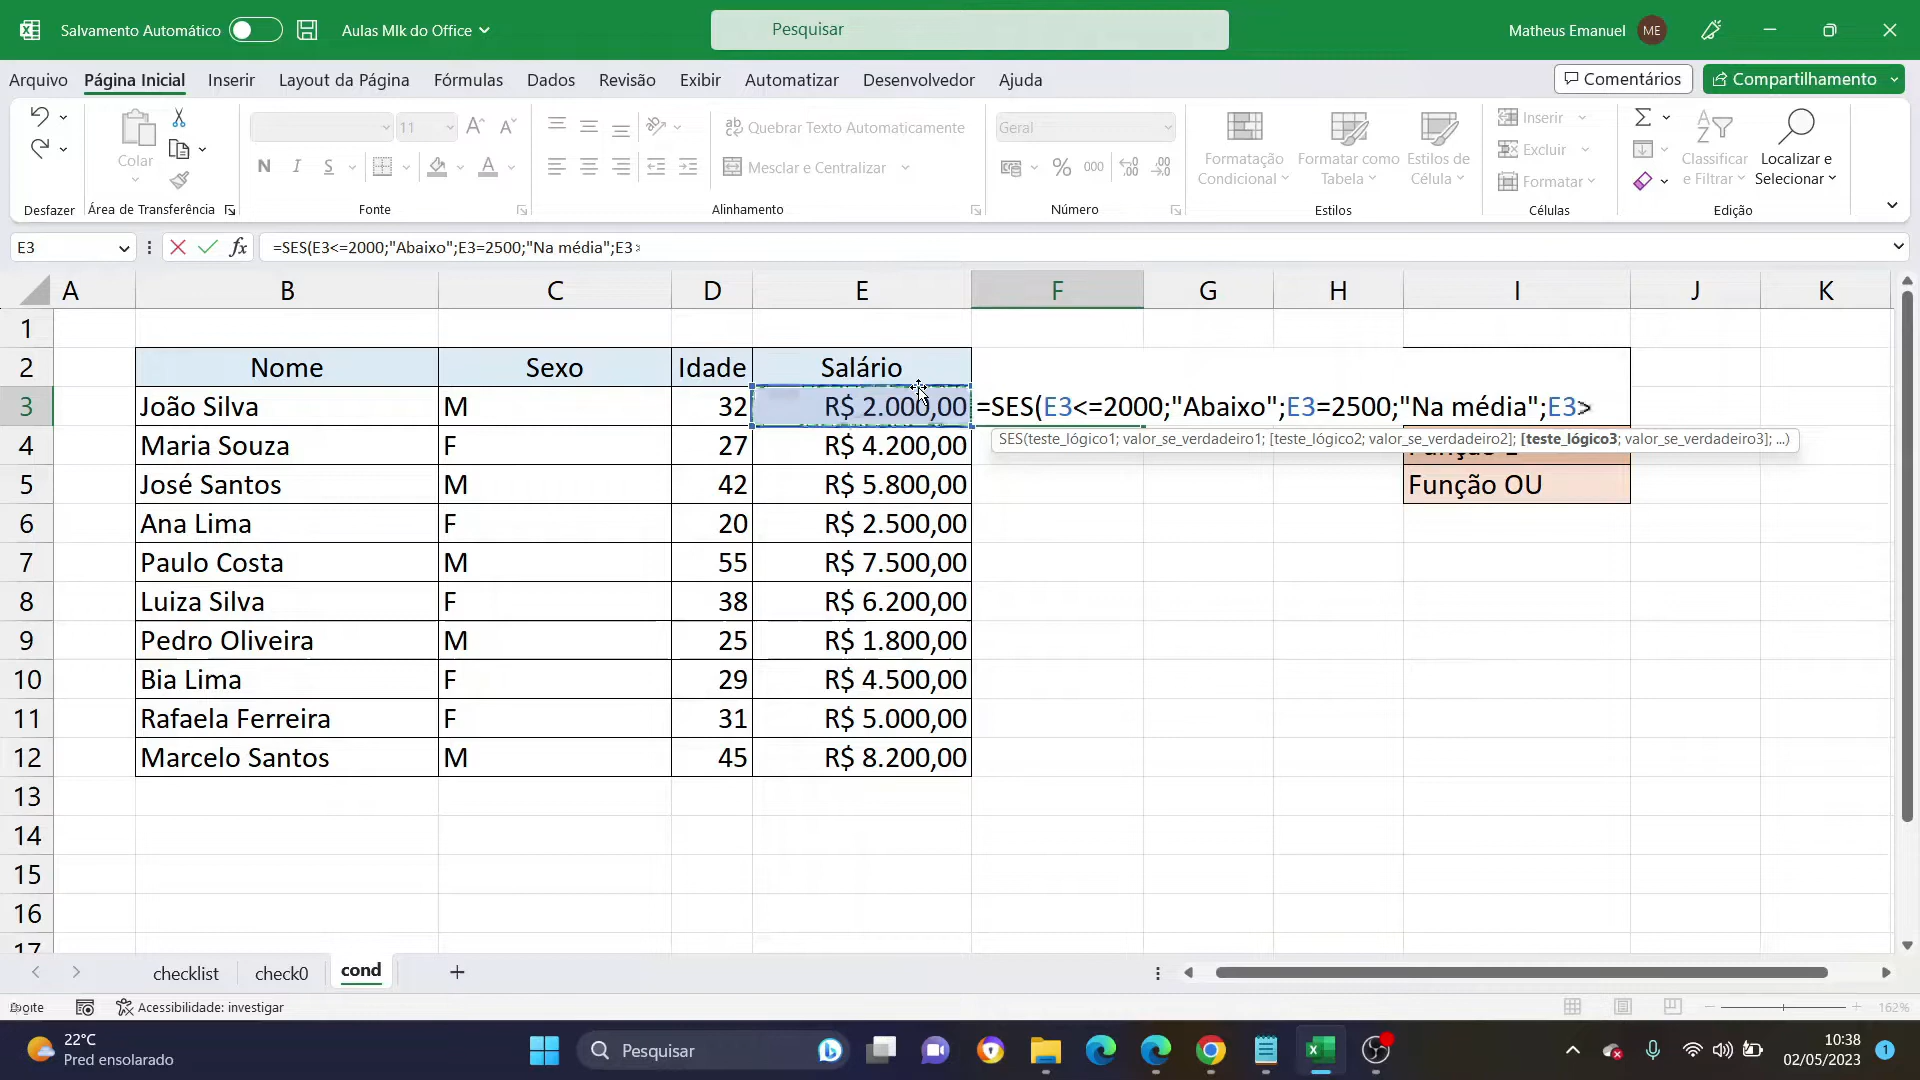 Salvamento Automático
Aulas Mlk do Office
Pesquisar
Matheus Emanuel
ME
Arquivo
Página Inicial
Inserir
Layout da Página
Fórmulas
Dados
Revisão
Exibir
Automatizar
Desenvolvedor
Ajuda
Comentários
Compartilhamento
Colar
11
N I S
Quebrar Texto Automaticamente
Mesclar e Centralizar
Geral
% 000
Formatação Condicional
Formatar como Tabela
Estilos de Célula
Inserir
Excluir
Formatar
Classificar e Filtrar
Localizar e Selecionar
Desfazer
Área de Transferência
Fonte
Alinhamento
Número
Estilos
Células
Edição
E3
fx
=SES(E3<=2000;"Abaixo";E3=2500;"Na média";E3>
A B C D E F G H I J K
1
2 Nome Sexo Idade Salário
3 João Silva M 32 R$ 2.000,00 =SES(E3<=2000;"Abaixo";E3=2500;"Na média";E3>
SES(teste_lógico1; valor_se_verdadeiro1; [teste_lógico2; valor_se_verdadeiro2]; [teste_lógico3; valor_se_verdadeiro3]; ...)
4 Maria Souza F 27 R$ 4.200,00
5 José Santos M 42 R$ 5.800,00 Função OU
6 Ana Lima F 20 R$ 2.500,00
7 Paulo Costa M 55 R$ 7.500,00
8 Luiza Silva F 38 R$ 6.200,00
9 Pedro Oliveira M 25 R$ 1.800,00
10 Bia Lima F 29 R$ 4.500,00
11 Rafaela Ferreira F 31 R$ 5.000,00
12 Marcelo Santos M 45 R$ 8.200,00
13
14
15
16
17
checklist
check0
cond
Acessibilidade: investigar
162%
22°C
Pred ensolarado
Pesquisar
10:38
02/05/2023
1